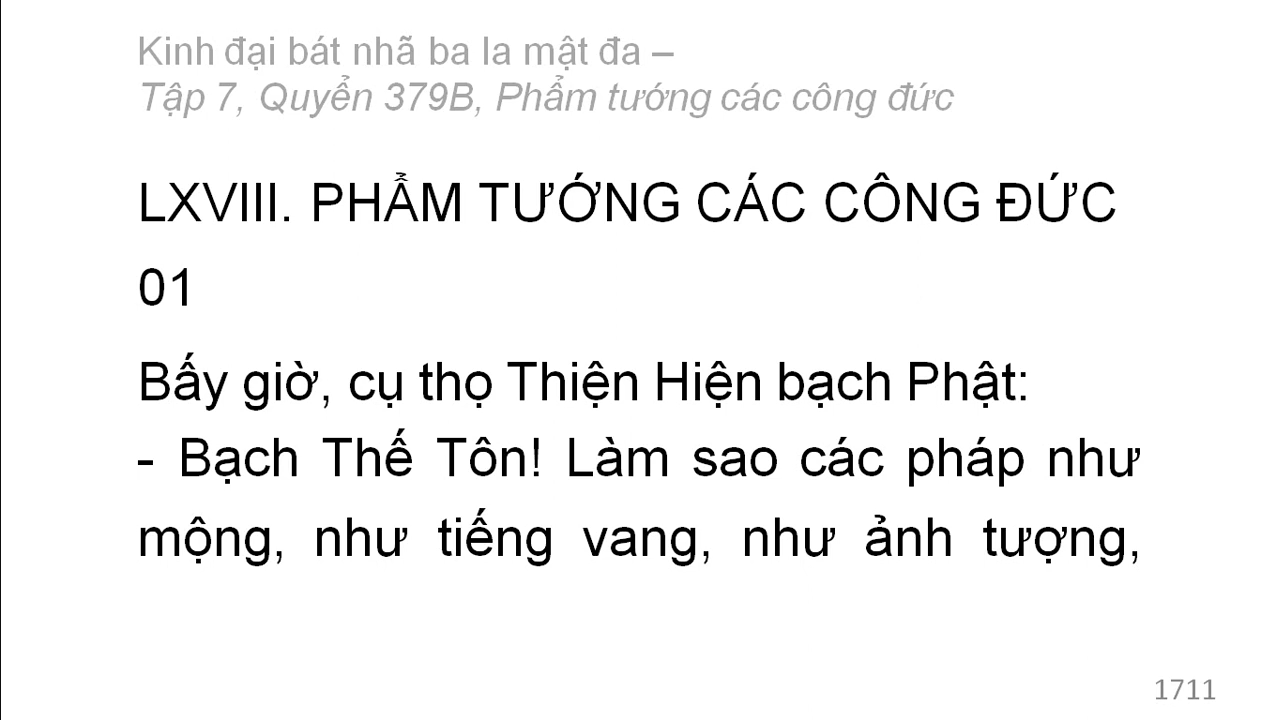 Kinh đại bát nhã ba la mật đa –
Tập 7, Quyển 379B, Phẩm tướng các công đức
LXVIII. PHẨM TƯỚNG CÁC CÔNG ĐỨC
01
Bấy giờ, cụ thọ Thiện Hiện bạch Phật:
- Bạch Thế Tôn! Làm sao các pháp như
mộng, như tiếng vang, như ảnh tượng,
1711